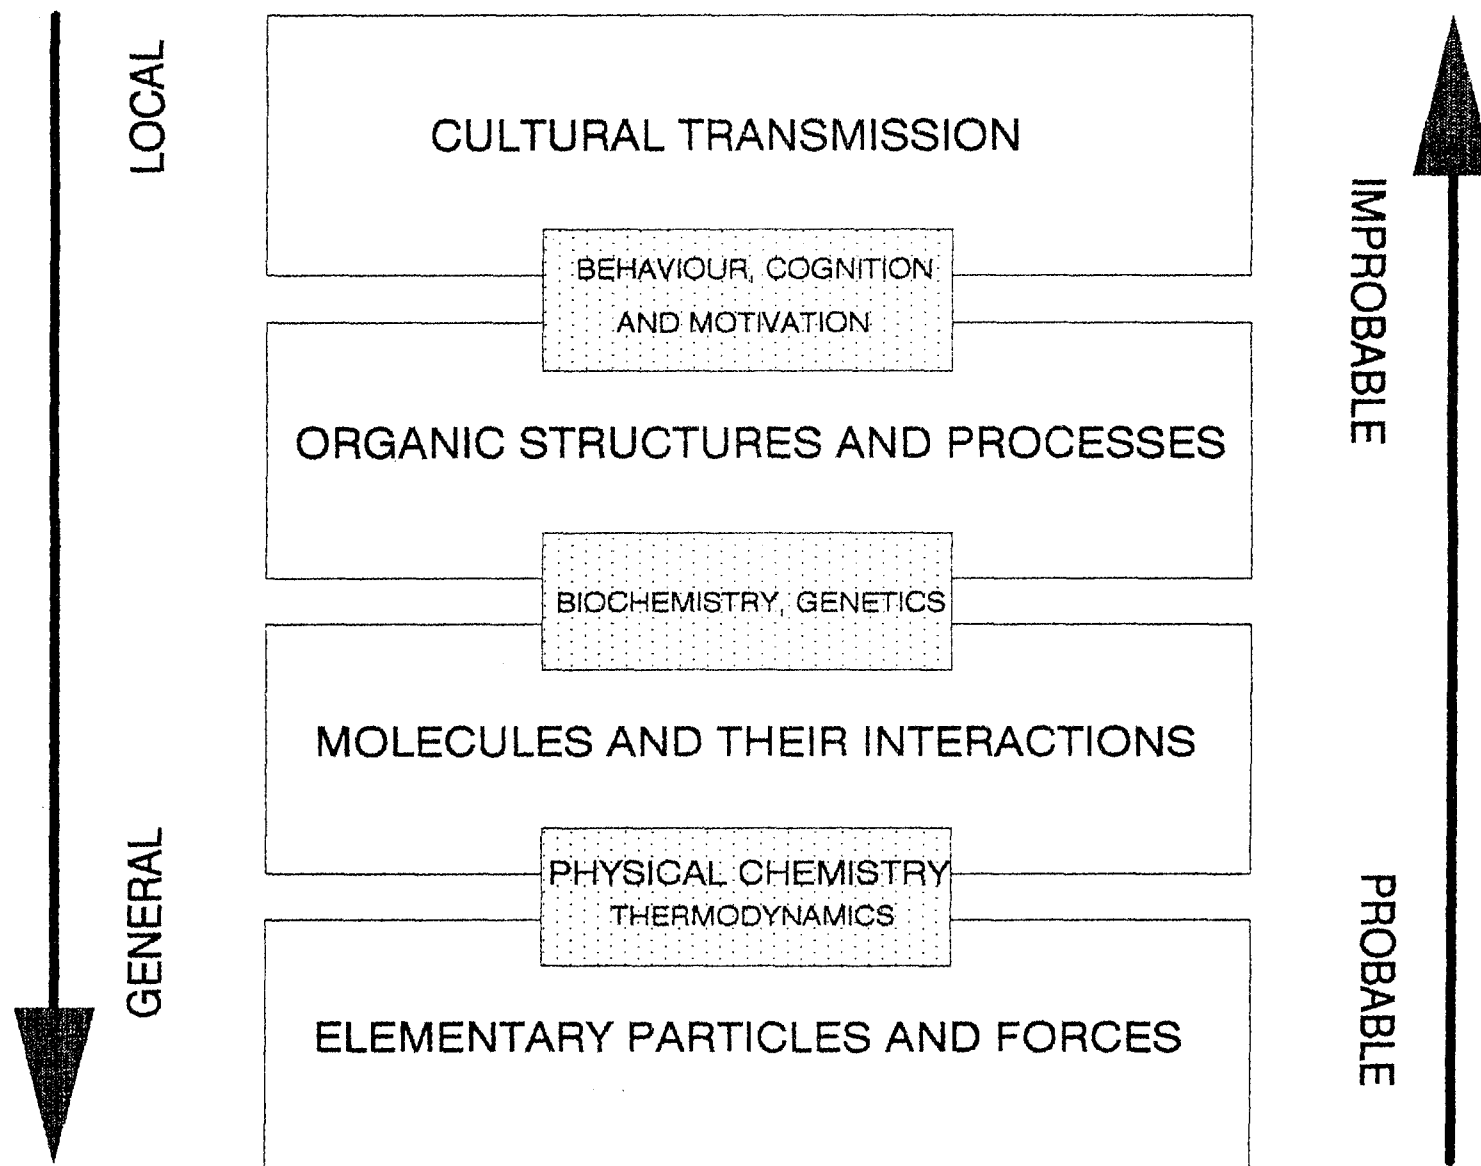 LOCAL
CULTURAL TRANSMISSION
IMPROBABLE
BEHAVIOUR, COGNITION
AND MOTIVATION
ORGANIC STRUCTURES AND PROCESSES
BIOCHEMISTRY, GENETICS
MOLECULES AND THEIR INTERACTIONS
GENERAL
PHYSICAL CHEMISTRY
THERMODYNAMICS
PROBABLE
ELEMENTARY PARTICLES AND FORCES